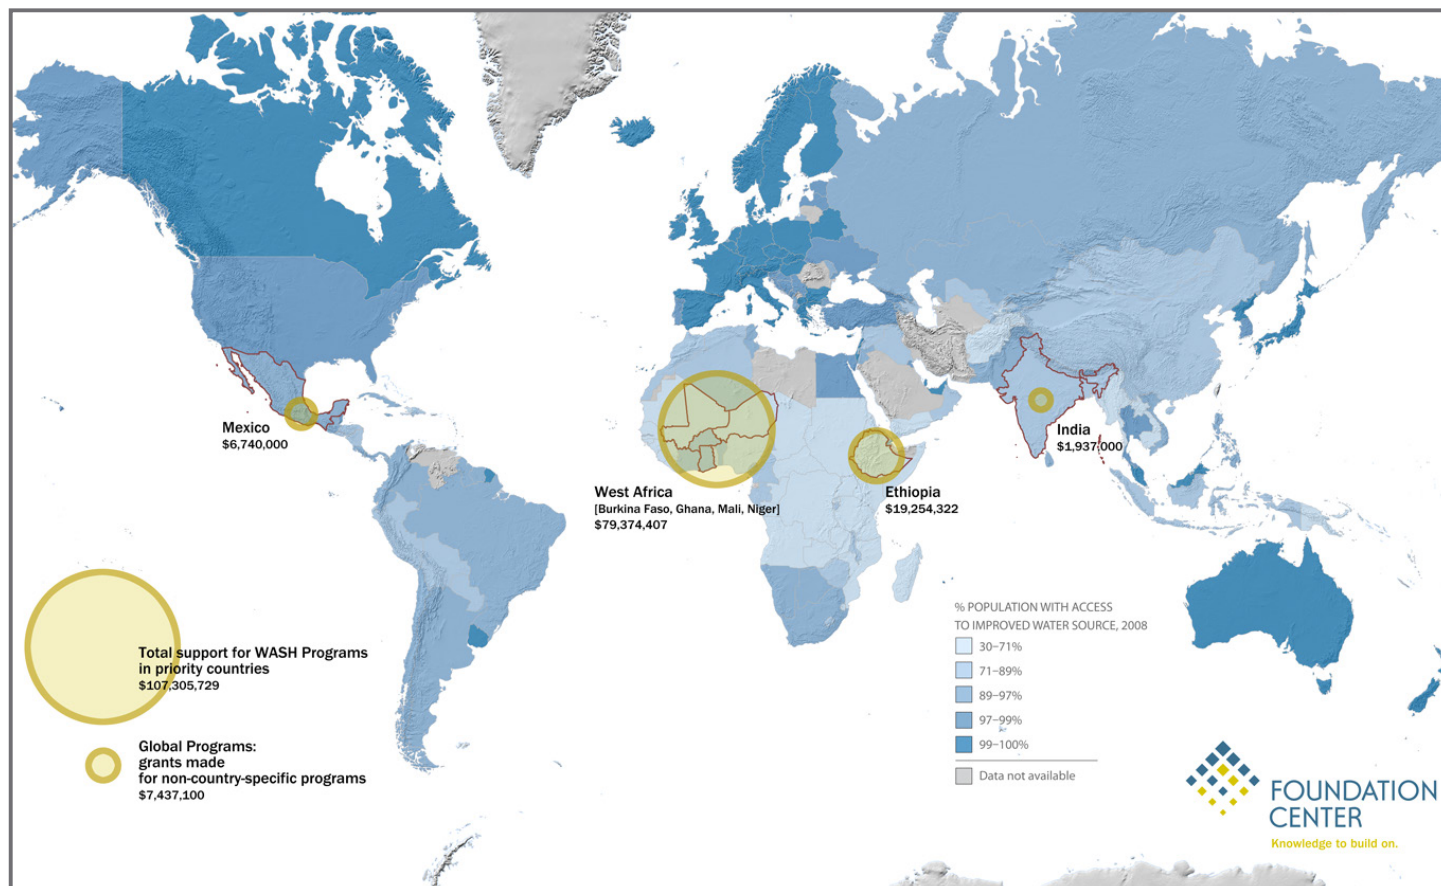 Mexico
$6,740,000
West Africa
[Burkina Faso, Ghana, Mali, Niger]
$79,374,407
Ethiopia
$19,254,322
India
$1,937,000
Total support for WASH Programs
in priority countries
$107,305,729
Global Programs:
grants made
for non-country-specific programs
$7,437,100
% POPULATION WITH ACCESS
TO IMPROVED WATER SOURCE, 2008
30–71%
71–89%
89–97%
97–99%
99–100%
Data not available
FOUNDATION
CENTER
Knowledge to build on.